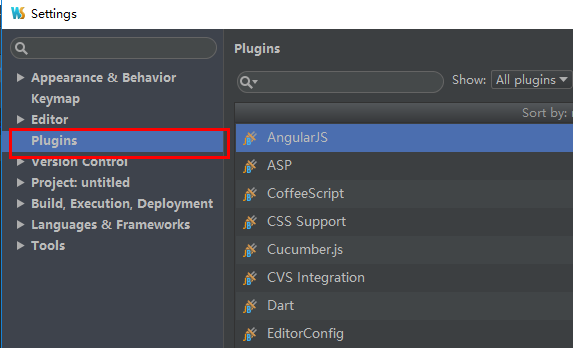 WS Settings
Appearance & Behavior
Keymap
Editor
Plugins
Version Control
Project: untitled
Build, Execution, Deployment
Languages & Frameworks
Tools
Plugins
Show: All plugins
Sort by:
AngularJS
ASP
CoffeeScript
CSS Support
Cucumber.js
CVS Integration
Dart
EditorConfig